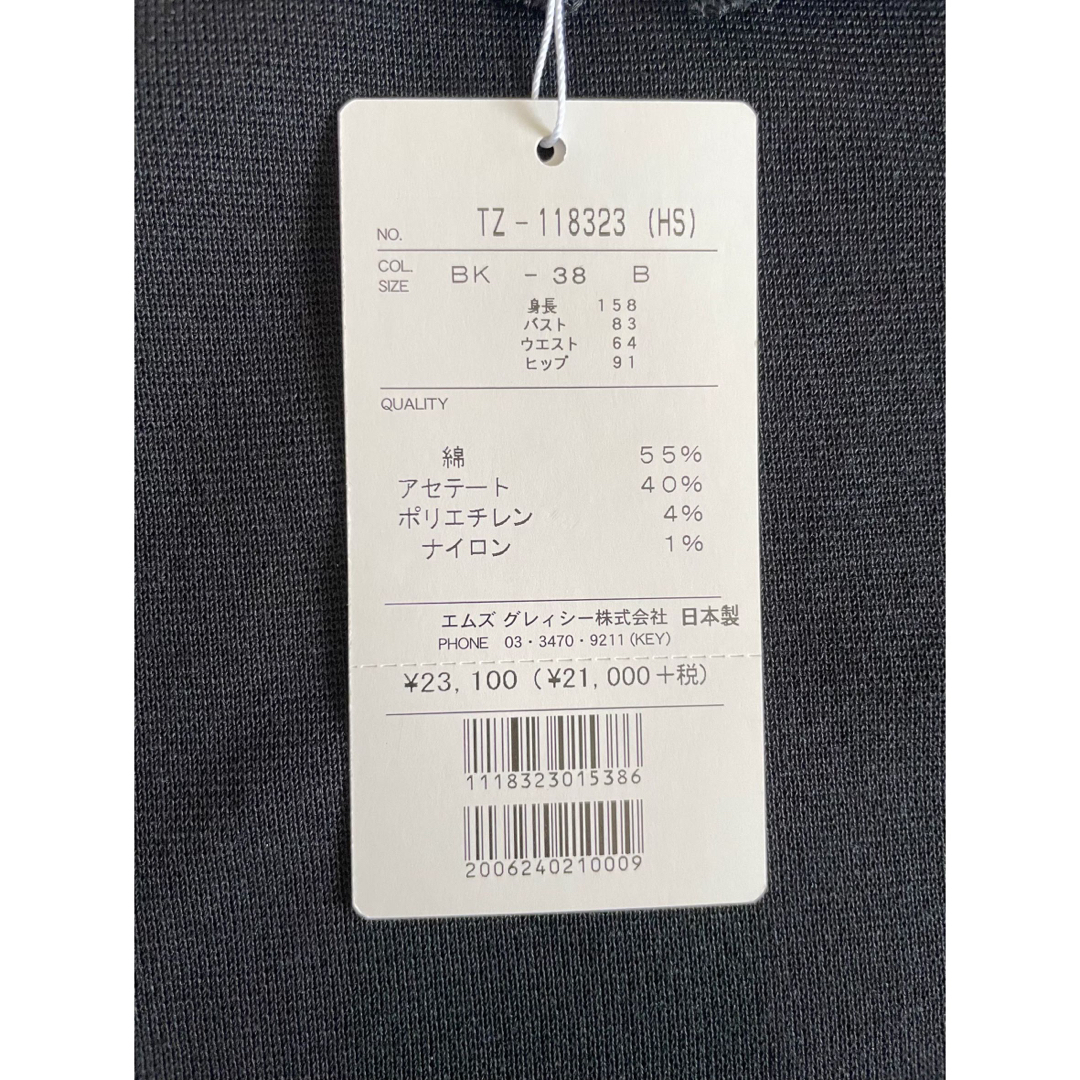 NO. TZ-118323 (HS)
COL. SIZE BK - 38 B
身長 158
バスト 83
ウエスト 64
ヒップ 91
QUALITY
綿 55%
アセテート 40%
ポリエチレン 4%
ナイロン 1%
エムズ グレィシー株式会社 日本製
PHONE 03・3470・9211(KEY)
¥23,100 (¥21,000+税)
1118323015386
2006240210009